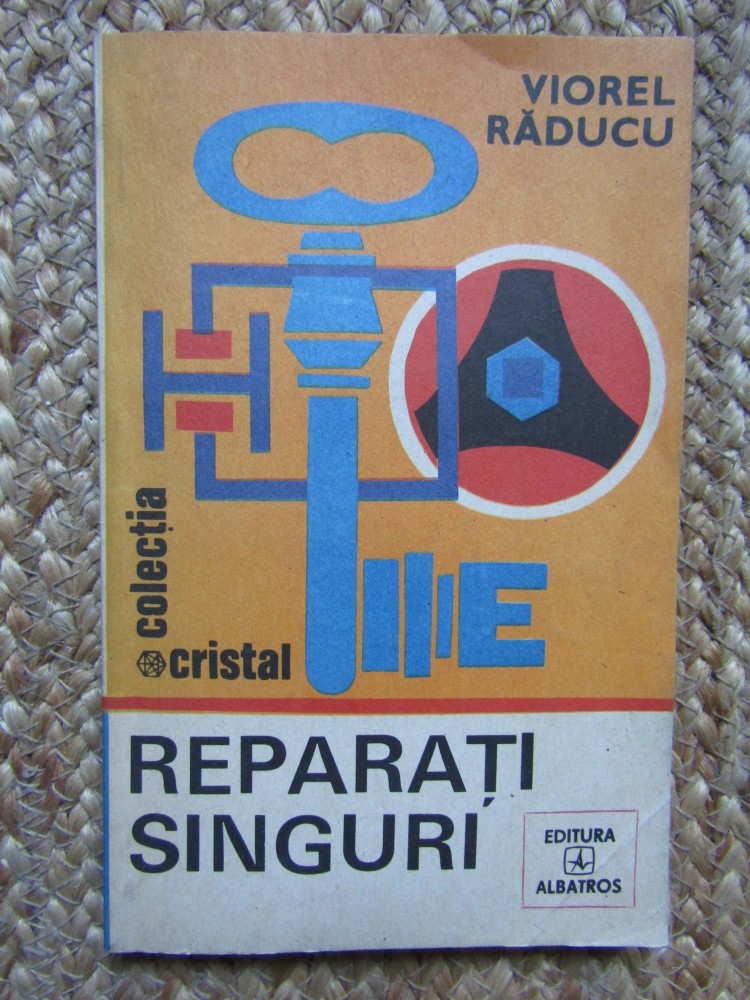 VIOREL
RĂDUCU
colecția
cristal
REPARAȚI
SINGURI
EDITURA
ALBATROS